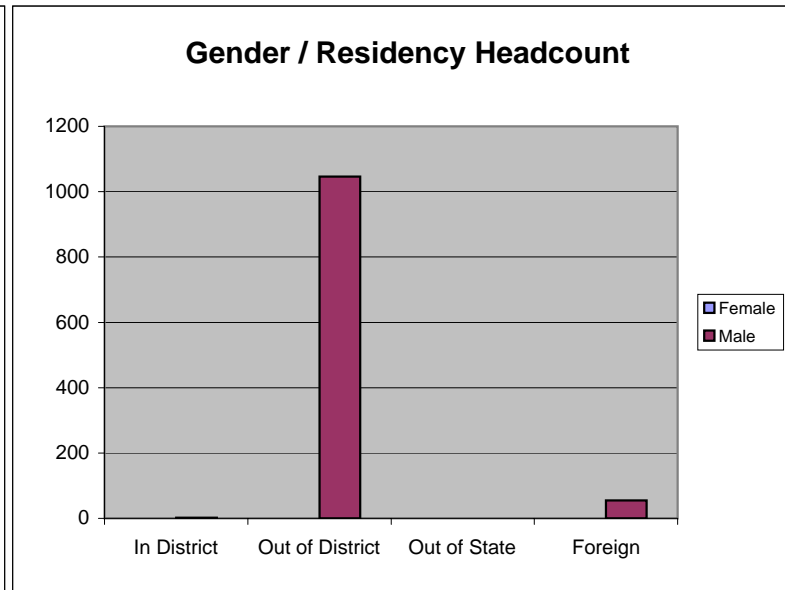 Gender / Residency Headcount
1200
1000
800
600
400
200
0
In District Out of District Out of State Foreign
Female
Male